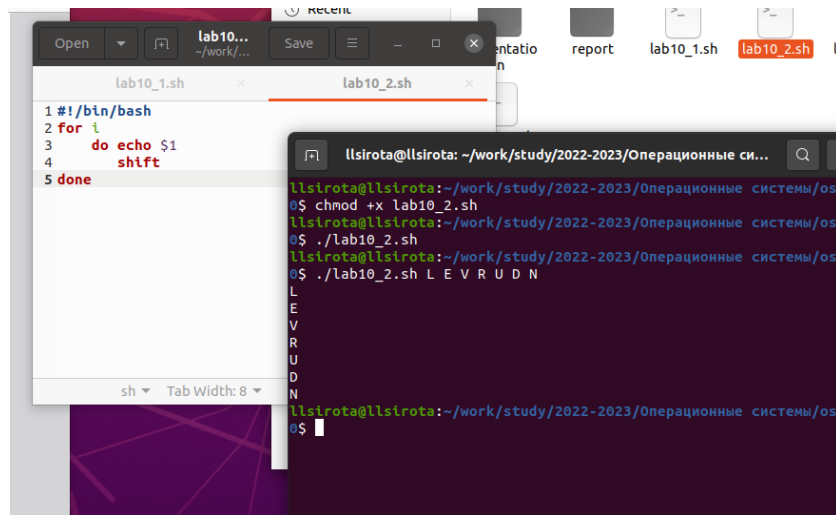 Recent
Open
lab10...
~/work/...
Save
entatio
n
report
lab10_1.sh
lab10_2.sh
lab10_1.sh
lab10_2.sh
1 #!/bin/bash
2 for i
3 do echo $1
4 shift
5 done
sh
Tab Width: 8
llsirota@llsirota: ~/work/study/2022-2023/Операционные си...
llsirota@llsirota:~/work/study/2022-2023/Операционные системы/os
0$ chmod +x lab10_2.sh
llsirota@llsirota:~/work/study/2022-2023/Операционные системы/os
0$ ./lab10_2.sh
llsirota@llsirota:~/work/study/2022-2023/Операционные системы/os
0$ ./lab10_2.sh L E V R U D N
L
E
V
R
U
D
N
llsirota@llsirota:~/work/study/2022-2023/Операционные системы/os
0$